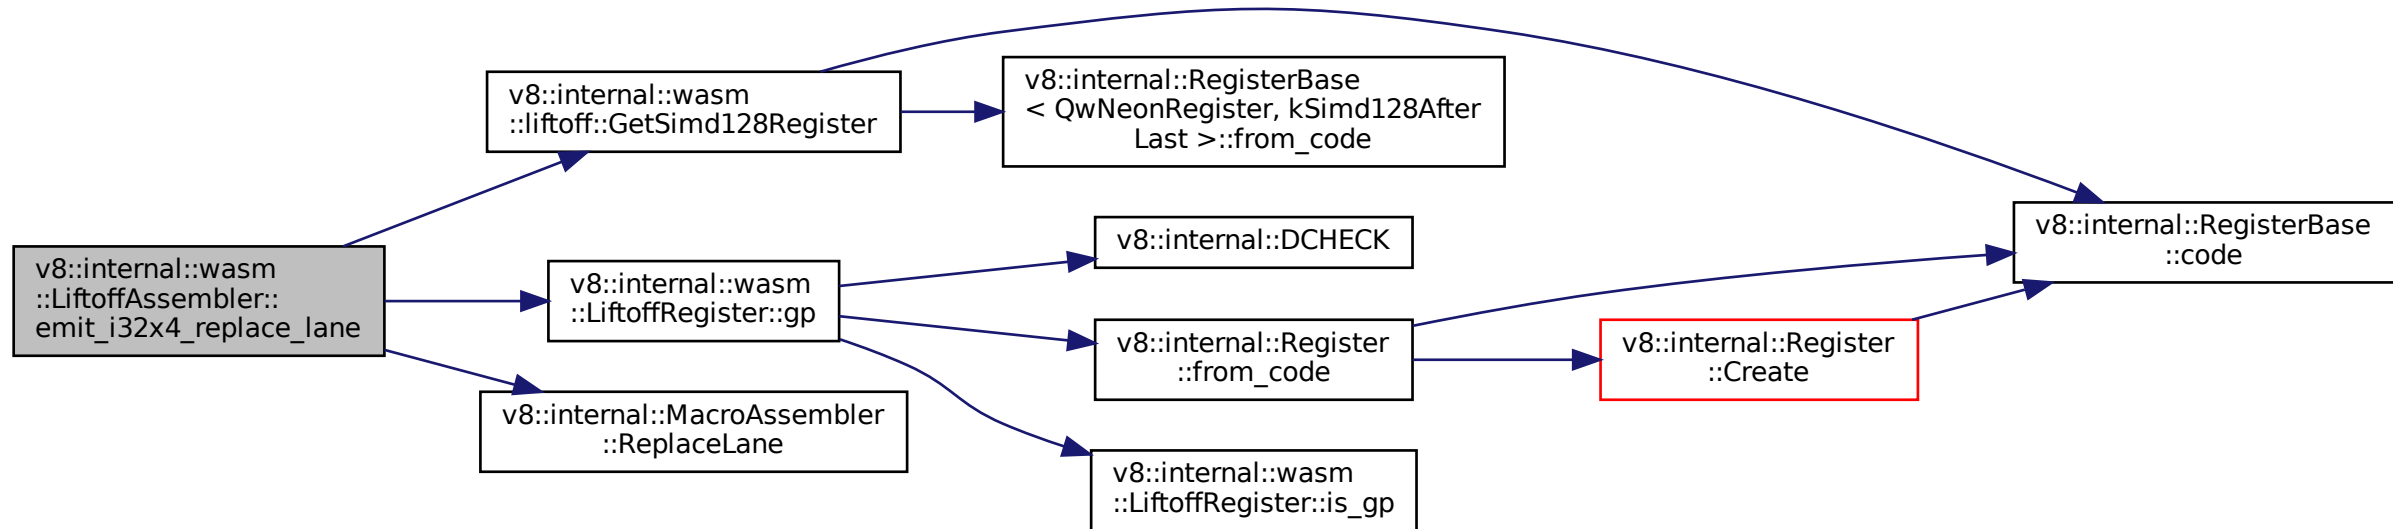 v8::internal::wasm
::LiftoffAssembler::
emit_i32x4_replace_lane
v8::internal::wasm
::liftoff::GetSimd128Register
v8::internal::RegisterBase
< QwNeonRegister, kSimd128After
Last >::from_code
v8::internal::RegisterBase
::code
v8::internal::wasm
::LiftoffRegister::gp
v8::internal::DCHECK
v8::internal::Register
::from_code
v8::internal::Register
::Create
v8::internal::wasm
::LiftoffRegister::is_gp
v8::internal::MacroAssembler
::ReplaceLane